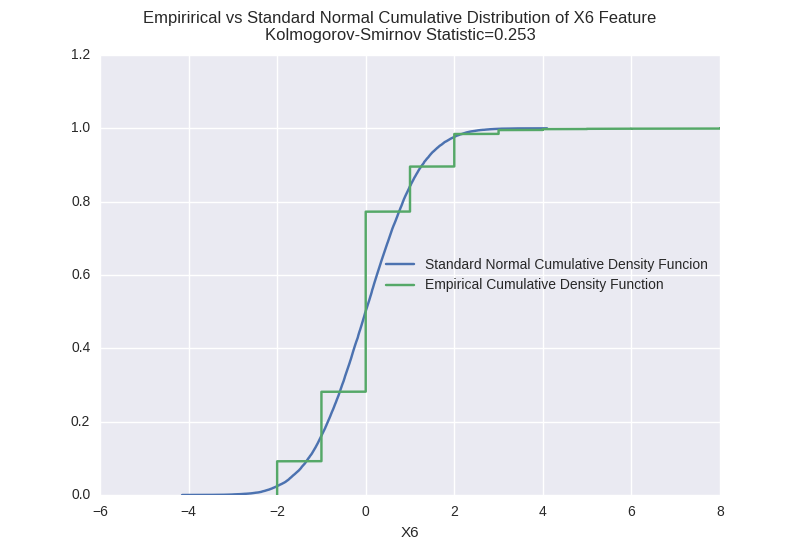 Empirirical vs Standard Normal Cumulative Distribution of X6 Feature
Kolmogorov-Smirnov Statistic=0.253
1.2
1.0
0.8
0.6
0.4
0.2
0.0
Standard Normal Cumulative Density Funcion
Empirical Cumulative Density Function
−6 −4 −2 0 2 4 6 8
X6